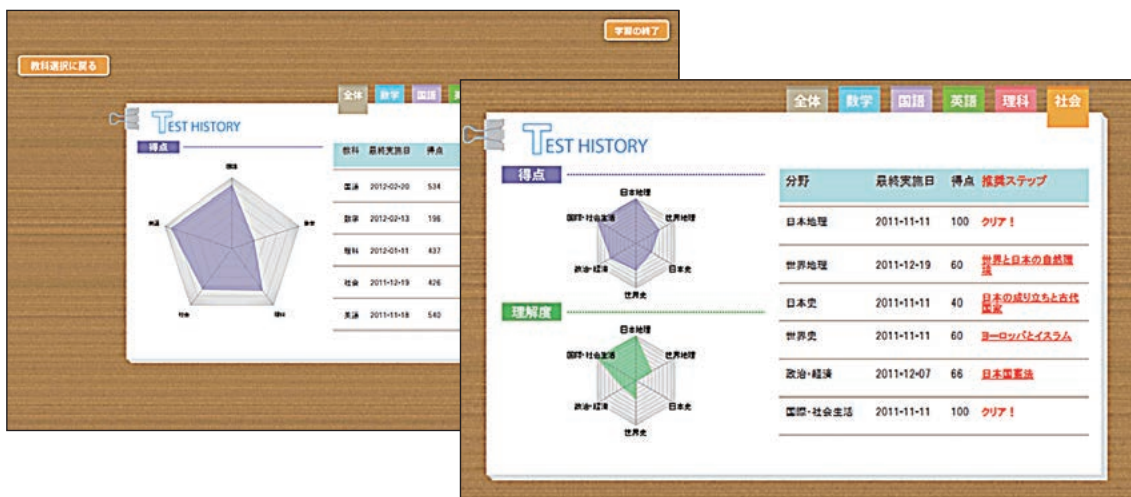 学習の終了
教科選択に戻る
全体 数学 国語
TEST HISTORY
得点
国語
英語
数学
社会
理科
教科 最終実施日 得点
国語 2012-02-20 534
数学 2012-02-13 196
理科 2012-01-11 437
社会 2011-12-19 426
英語 2011-11-18 540
全体 数学 国語 英語 理科 社会
TEST HISTORY
得点
日本地理
国際・社会生活 世界地理
政治・経済 日本史
世界史
理解度
日本地理
国際・社会生活 世界地理
政治・経済 日本史
世界史
分野 最終実施日 得点 推奨ステップ
日本地理 2011-11-11 100 クリア!
世界地理 2011-12-19 60 世界と日本の自然環境
日本史 2011-11-11 40 日本の成り立ちと古代国家
世界史 2011-11-11 60 ヨーロッパとイスラム
政治・経済 2011-12-07 66 日本国憲法
国際・社会生活 2011-11-11 100 クリア!